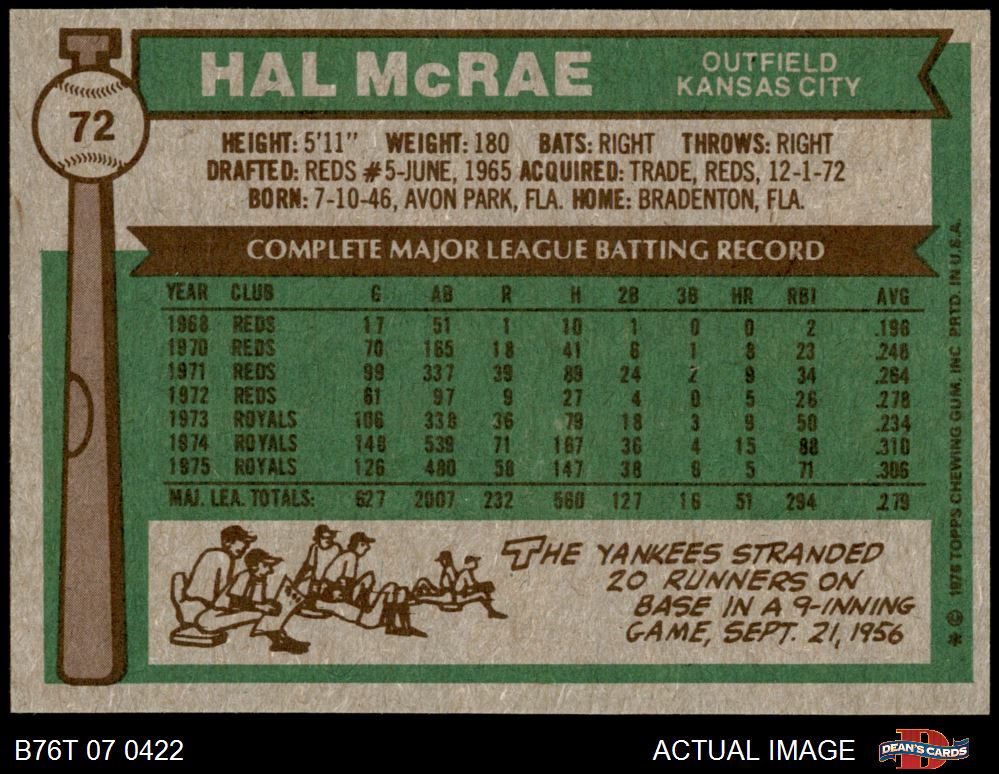 72
HAL McRAE
OUTFIELD
KANSAS CITY
HEIGHT: 5'11" WEIGHT: 180 BATS: RIGHT THROWS: RIGHT
DRAFTED: REDS #5-JUNE, 1965 ACQUIRED: TRADE, REDS, 12-1-72
BORN: 7-10-46, AVON PARK, FLA. HOME: BRADENTON, FLA.
COMPLETE MAJOR LEAGUE BATTING RECORD
YEAR CLUB G AB R H 2B 3B HR RBI AVG
1968 REDS 17 51 1 10 1 0 0 2 .196
1970 REDS 70 165 18 41 6 1 8 23 .248
1971 REDS 99 337 39 89 24 2 9 34 .264
1972 REDS 61 97 9 27 4 0 5 26 .278
1973 ROYALS 106 338 36 79 18 3 9 50 .234
1974 ROYALS 148 539 71 167 36 4 15 88 .310
1975 ROYALS 126 480 58 147 38 6 5 71 .306
MAJ. LEA. TOTALS: 627 2007 232 560 127 16 51 294 .279
THE YANKEES STRANDED
20 RUNNERS ON
BASE IN A 9-INNING
GAME, SEPT. 21, 1956
* © 1976 TOPPS CHEWING GUM, INC PRTD. IN U.S.A.
B76T 07 0422
ACTUAL IMAGE
D
DEAN'S CARDS